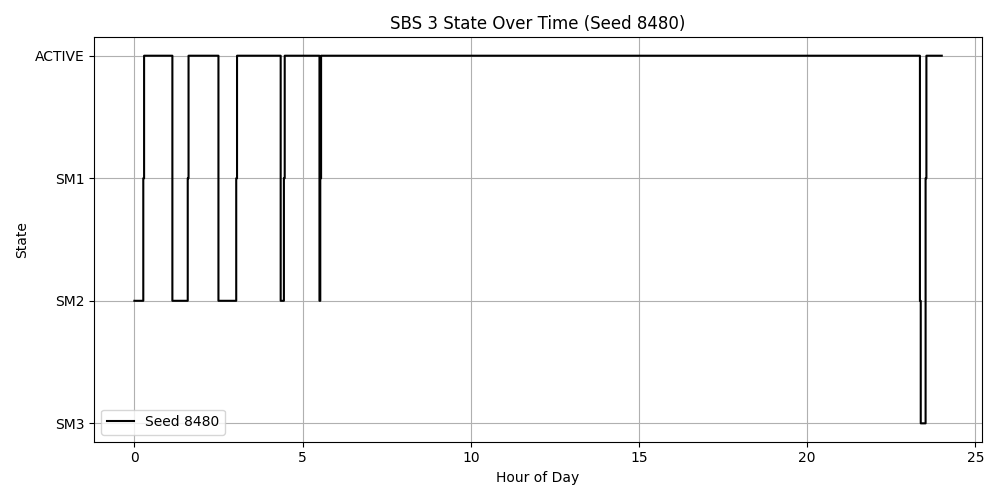 SBS 3 State Over Time (Seed 8480)
ACTIVE
SM1
SM2
SM3
State
Seed 8480
0 5 10 15 20 25
Hour of Day